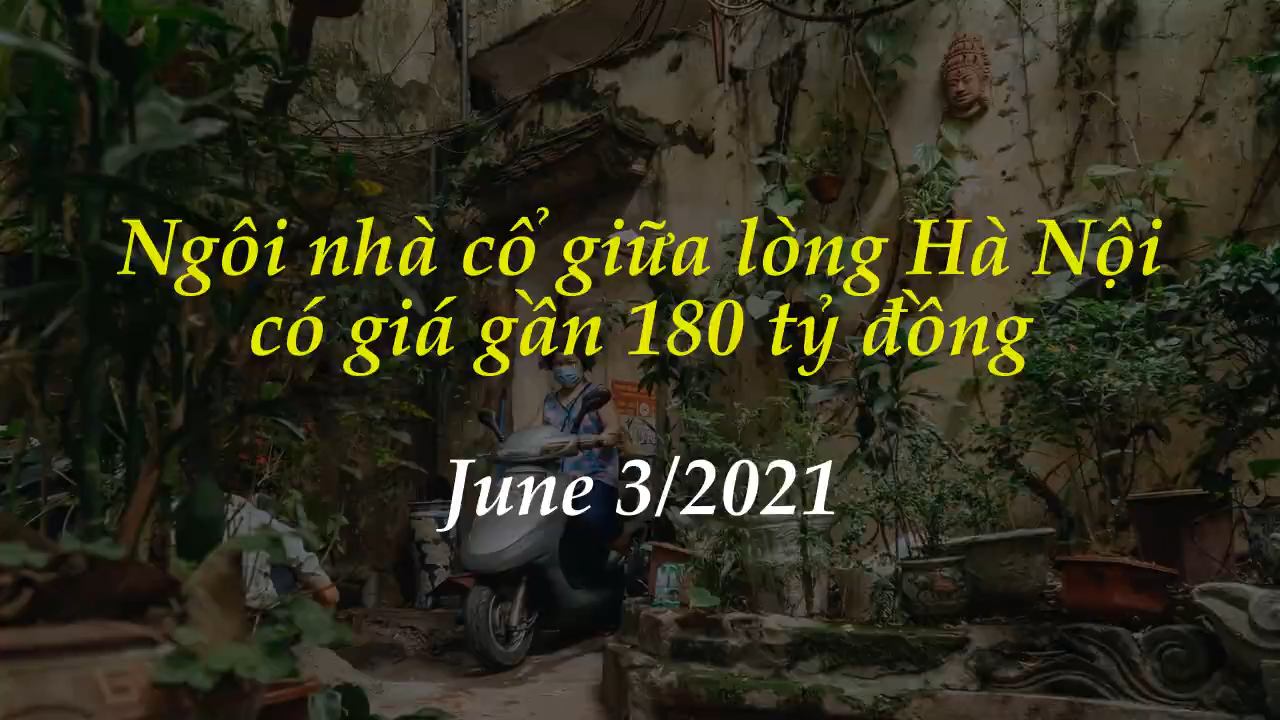 Ngôi nhà cổ giữa lòng Hà Nội
có giá gần 180 tỷ đồng
June 3/2021